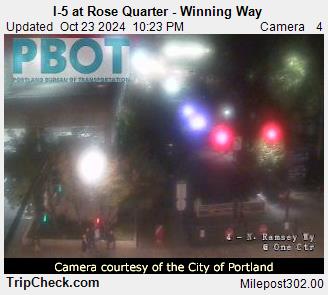 I-5 at Rose Quarter - Winning Way
Updated Oct 23 2024 10:23 PM Camera 4
PBOT
PORTLAND BUREAU OF TRANSPORTATION
4 - N. Ramsey Wy
@ One Ctr
Camera courtesy of the City of Portland
TripCheck.com Milepost302.00